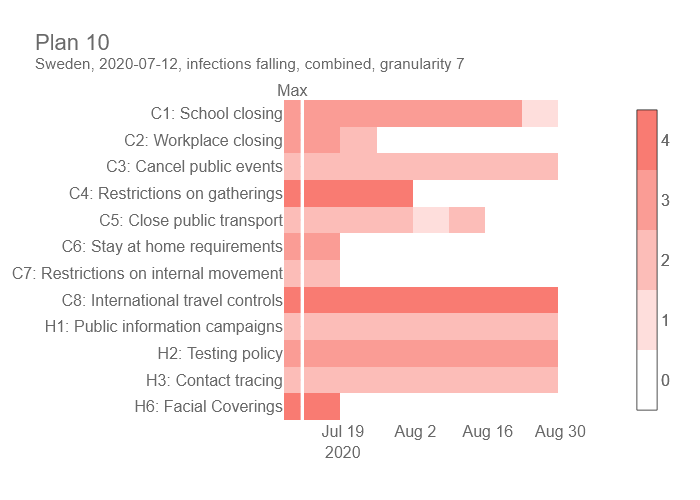 Plan 10
Sweden, 2020-07-12, infections falling, combined, granularity 7
Max
C1: School closing
C2: Workplace closing
C3: Cancel public events
C4: Restrictions on gatherings
C5: Close public transport
C6: Stay at home requirements
C7: Restrictions on internal movement
C8: International travel controls
H1: Public information campaigns
H2: Testing policy
H3: Contact tracing
H6: Facial Coverings
Jul 19 Aug 2 Aug 16 Aug 30
2020
4
3
2
1
0